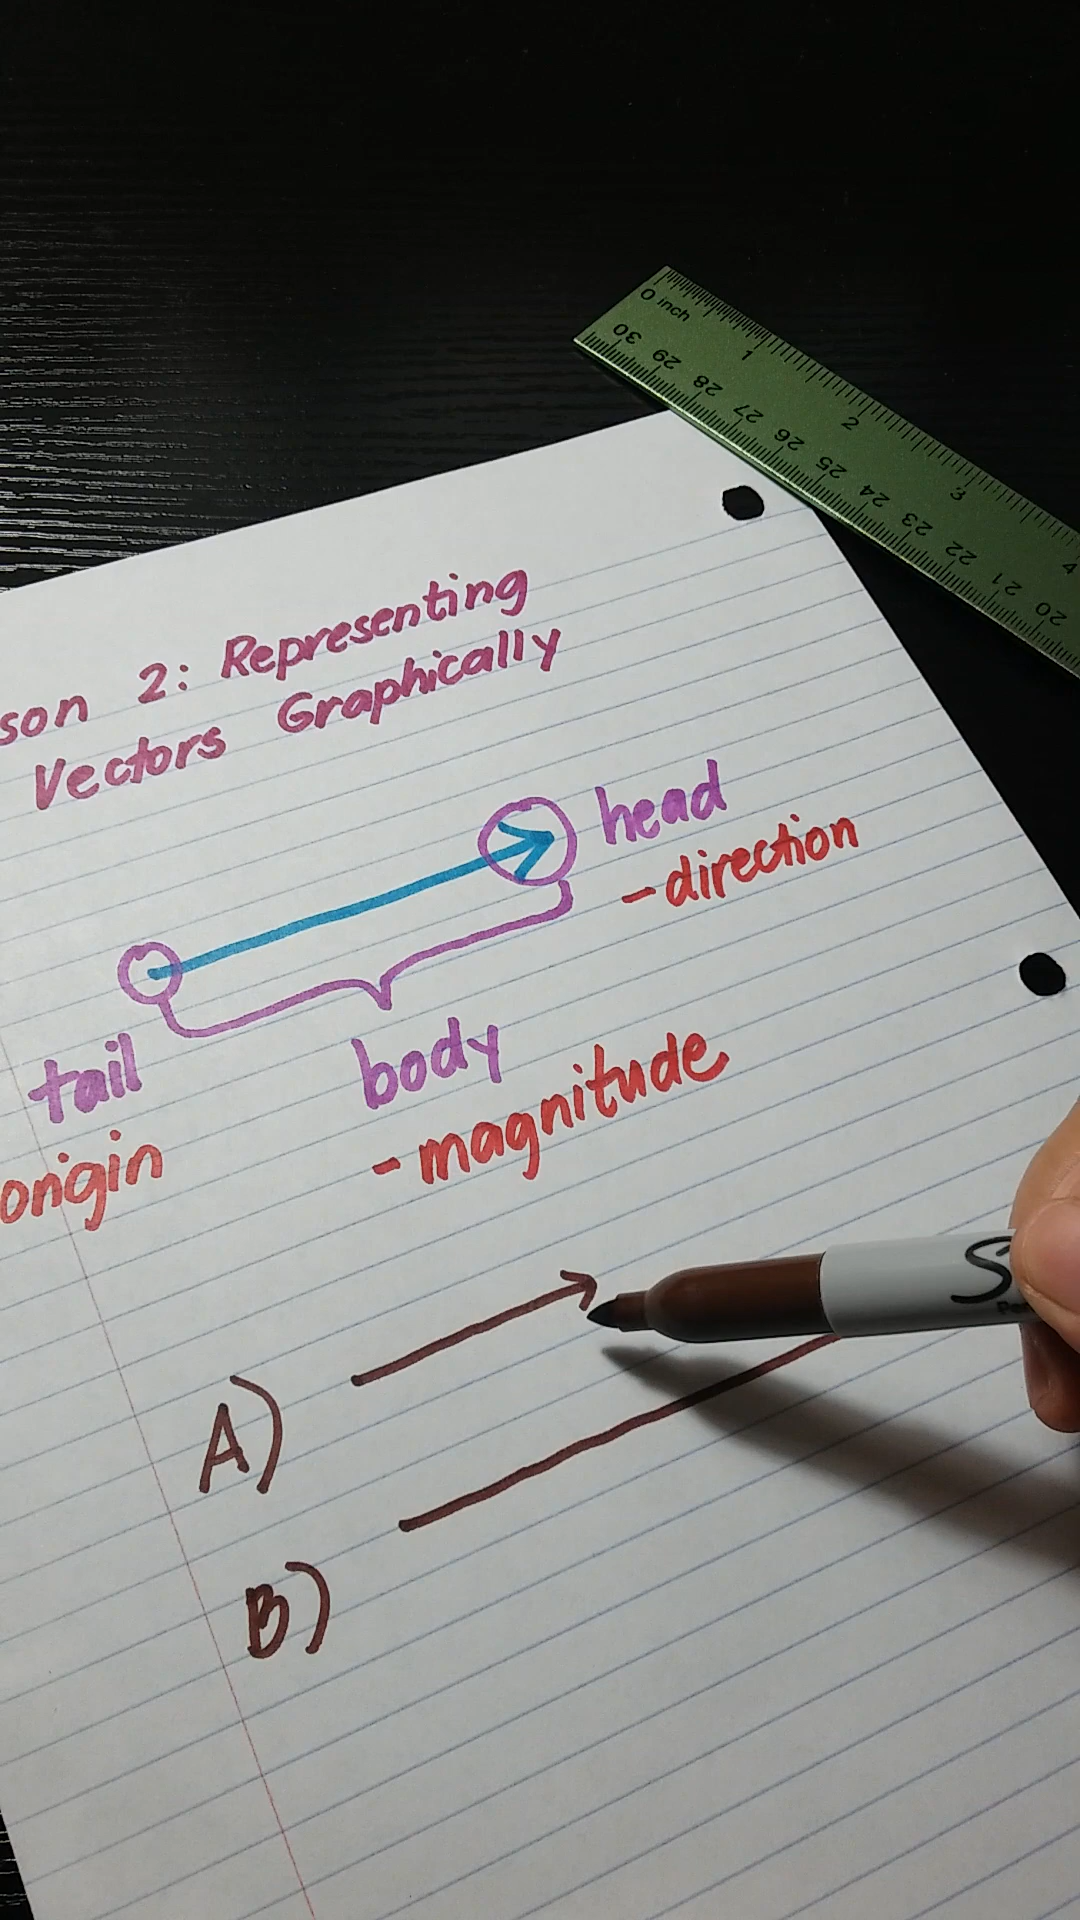 son 2: Representing
Vectors Graphically
head
-direction
tail
body
origin
-magnitude
A)
B)
0 inch 1 2 3 4
30 29 28 27 26 25 24 23 22 21 20
S